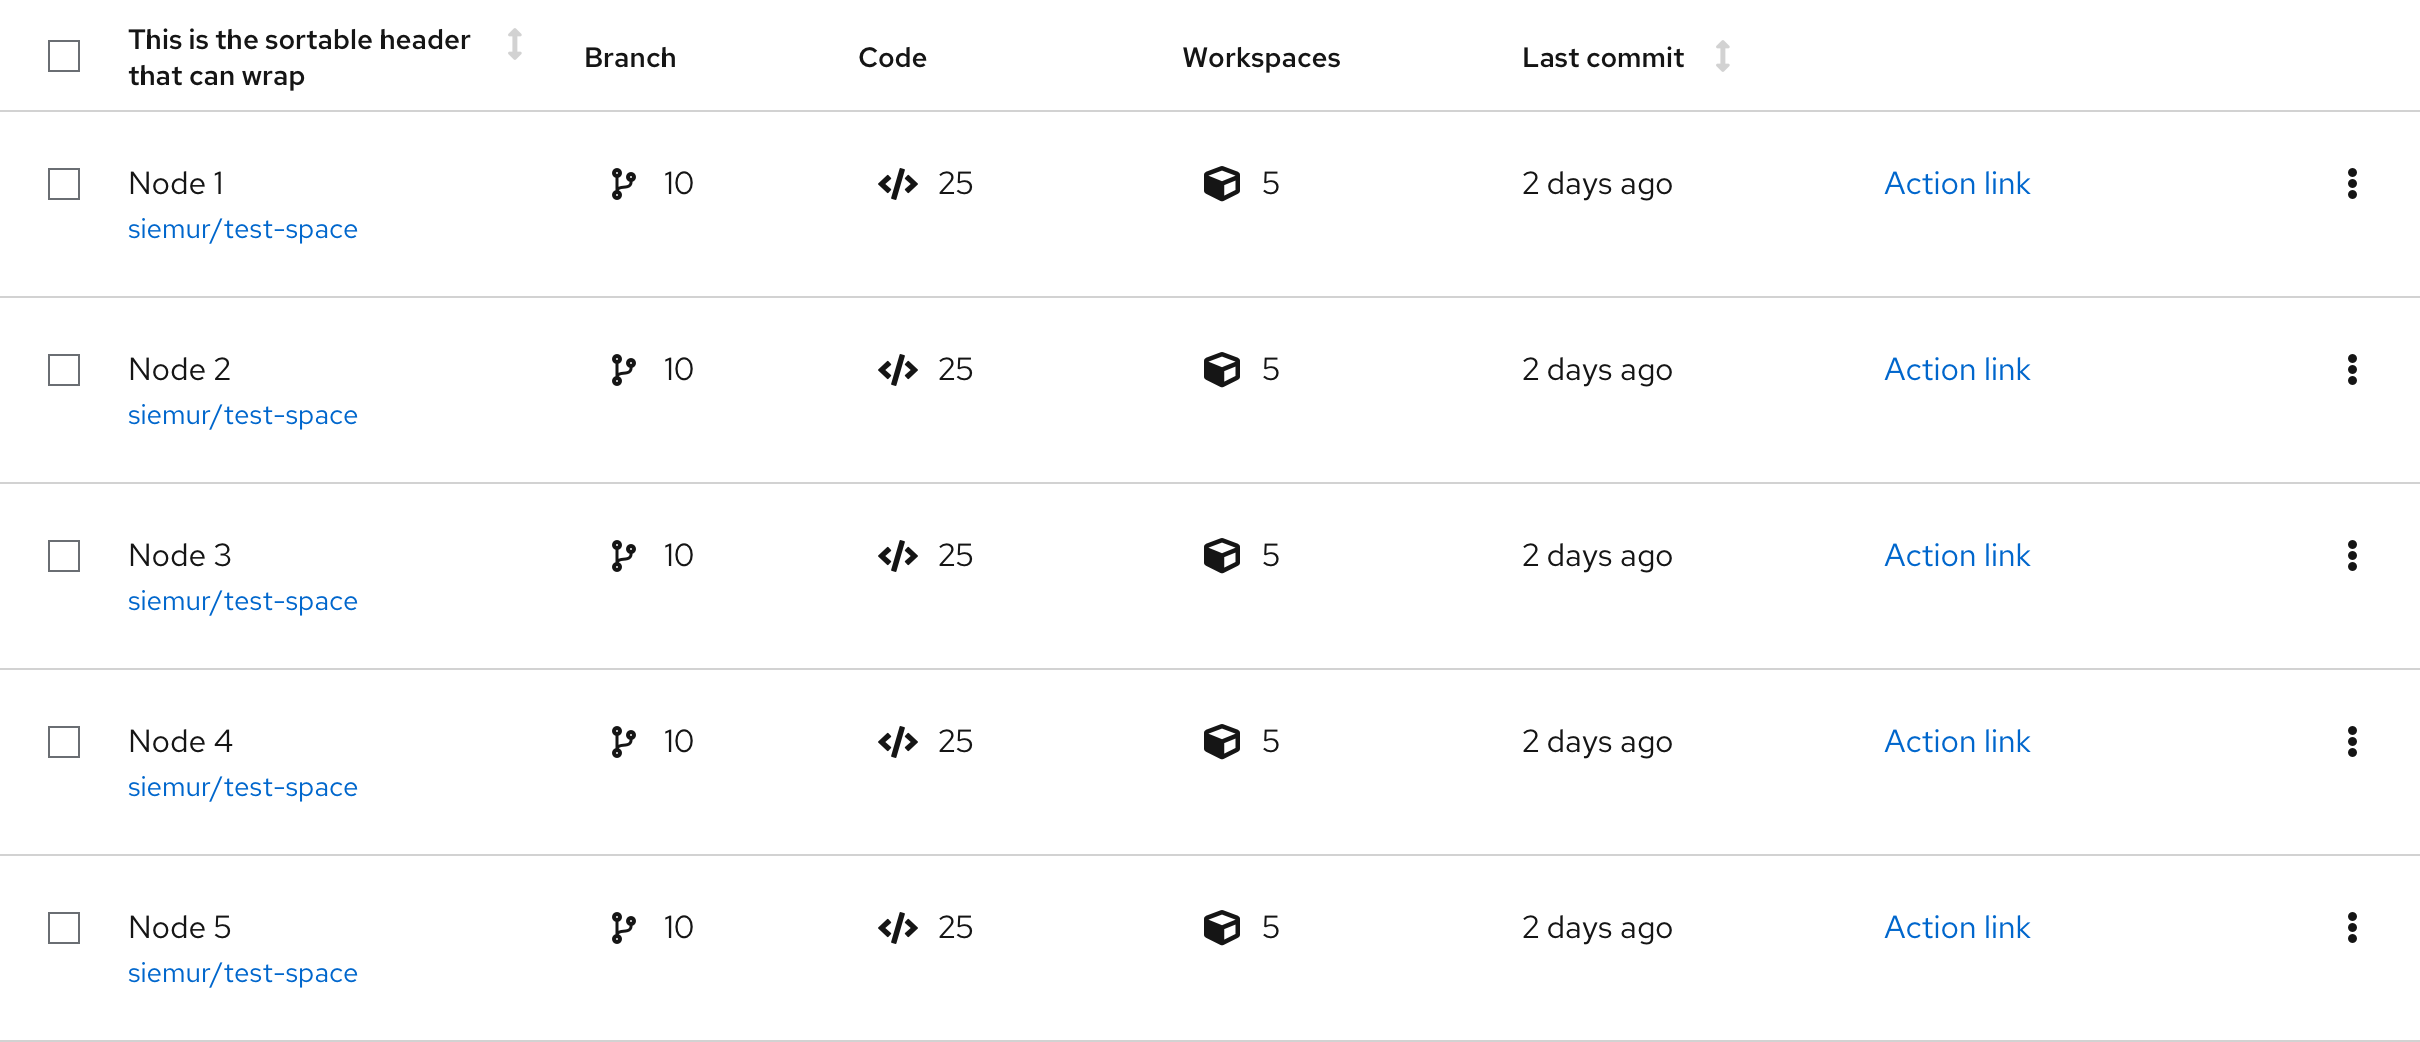 This is the sortable header
that can wrap
Branch Code Workspaces Last commit
Node 1 10 25 5 2 days ago Action link
siemur/test-space
Node 2 10 25 5 2 days ago Action link
siemur/test-space
Node 3 10 25 5 2 days ago Action link
siemur/test-space
Node 4 10 25 5 2 days ago Action link
siemur/test-space
Node 5 10 25 5 2 days ago Action link
siemur/test-space